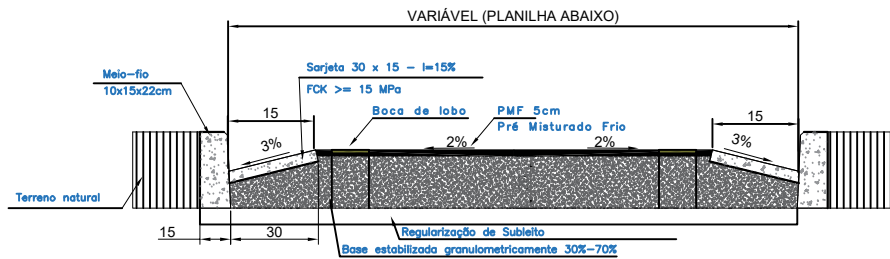 VARIÁVEL (PLANILHA ABAIXO)
Meio-fio
10x15x22cm
Sarjeta 30 x 15 – I=15%
FCK >= 15 MPa
15
Boca de lobo
PMF 5cm
Pré Misturado Frio
15
3%
2%
2%
3%
Terreno natural
15
30
Regularização de Subleito
Base estabilizada granulometricamente 30%-70%